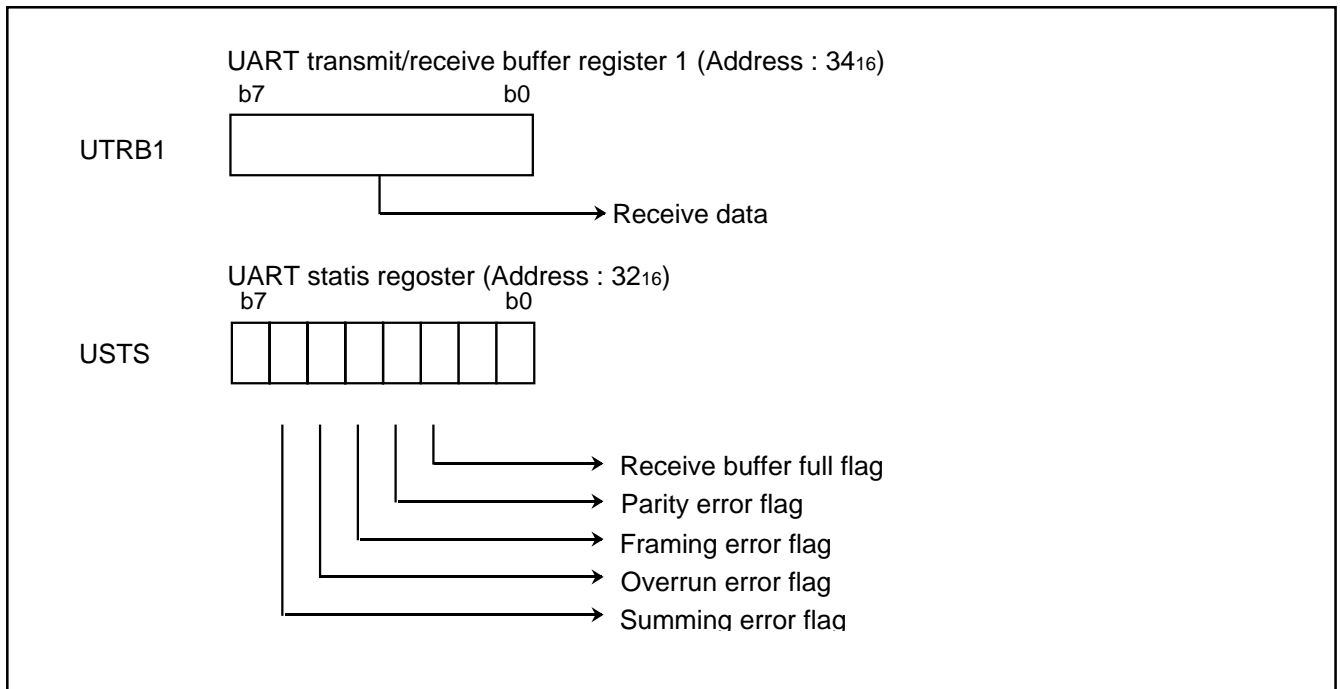 UART transmit/receive buffer register 1 (Address : 3416)
b7 b0
UTRB1
Receive data
UART statis regoster (Address : 3216)
b7 b0
USTS
Receive buffer full flag
Parity error flag
Framing error flag
Overrun error flag
Summing error flag